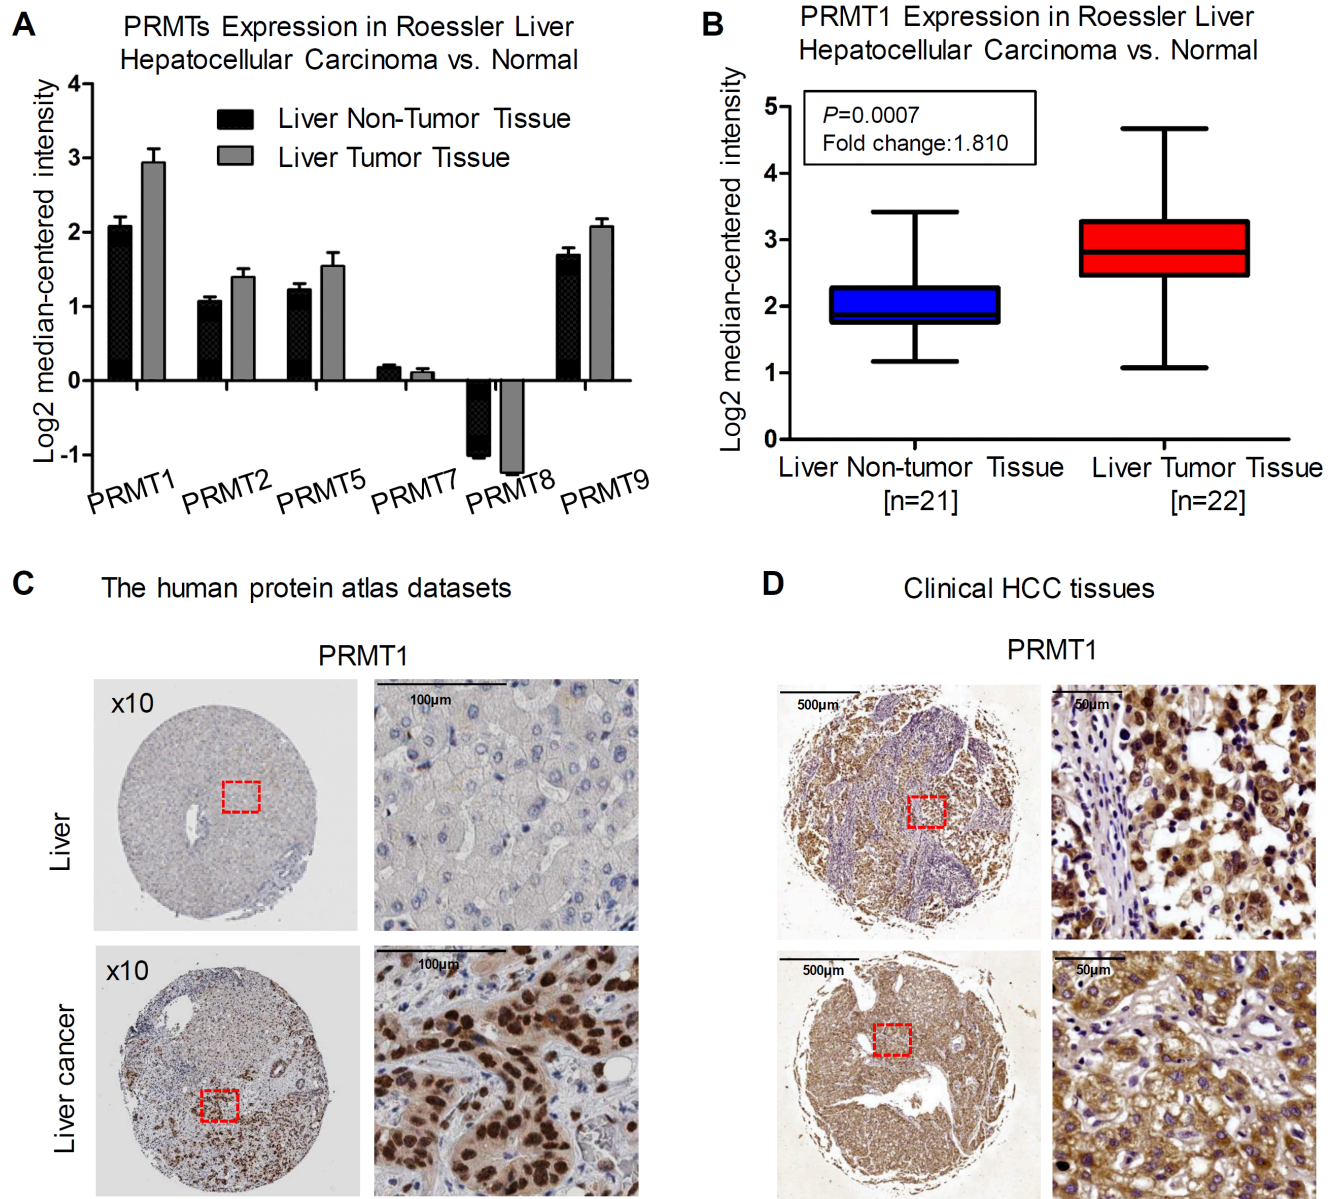 A
PRMTs Expression in Roessler Liver
Hepatocellular Carcinoma vs. Normal
Log2 median-centered intensity
4
3
2
1
0
-1
Liver Non-Tumor Tissue
Liver Tumor Tissue
PRMT1
PRMT2
PRMT5
PRMT7
PRMT8
PRMT9
B
PRMT1 Expression in Roessler Liver
Hepatocellular Carcinoma vs. Normal
Log2 median-centered intensity
5
4
3
2
1
0
P=0.0007
Fold change:1.810
Liver Non-tumor Tissue
[n=21]
Liver Tumor Tissue
[n=22]
C
The human protein atlas datasets
PRMT1
Liver
x10
100μm
Liver cancer
x10
100μm
D
Clinical HCC tissues
PRMT1
500μm
50μm
500μm
50μm